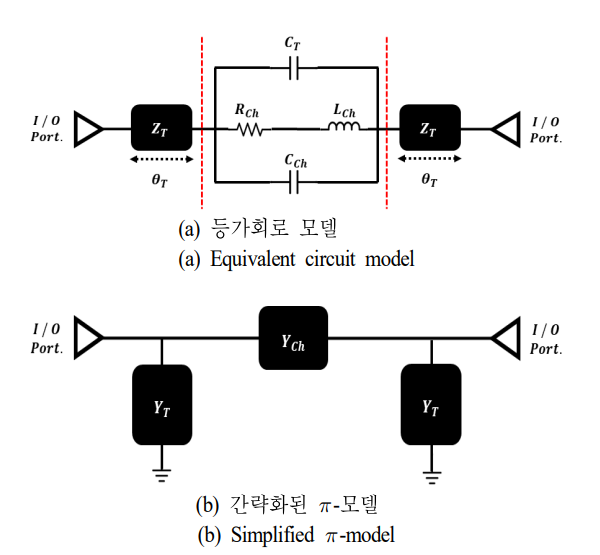 C_T
I / O
Port.
Z_T
R_Ch
L_Ch
Z_T
I / O
Port.
θ_T
C_Ch
θ_T
(a) 등가회로 모델
(a) Equivalent circuit model
I / O
Port.
Y_Ch
I / O
Port.
Y_T
Y_T
(b) 간략화된 π-모델
(b) Simplified π-model